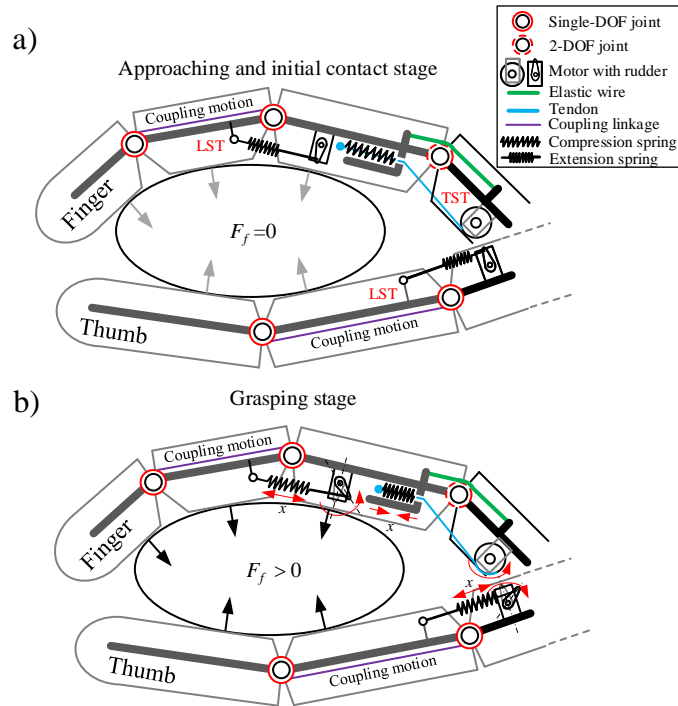 a)
Approaching and initial contact stage
Single-DOF joint
2-DOF joint
Motor with rudder
Elastic wire
Tendon
Coupling linkage
Compression spring
Extension spring
Coupling motion
LST
TST
Finger
F_f=0
LST
Thumb
Coupling motion
b)
Grasping stage
Coupling motion
x
x
Finger
F_f > 0
x
Thumb
Coupling motion